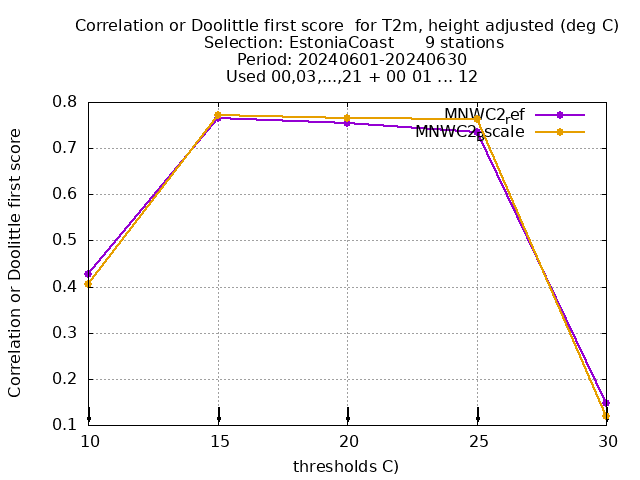 Correlation or Doolittle first score for T2m, height adjusted (deg C)
Selection: EstoniaCoast 9 stations
Period: 20240601-20240630
Used 00,03,...,21 + 00 01 ... 12
Correlation or Doolittle first score
0.8
0.7
0.6
0.5
0.4
0.3
0.2
0.1
MNWC2ref
MNWC2bscale
10 15 20 25 30
thresholds C)